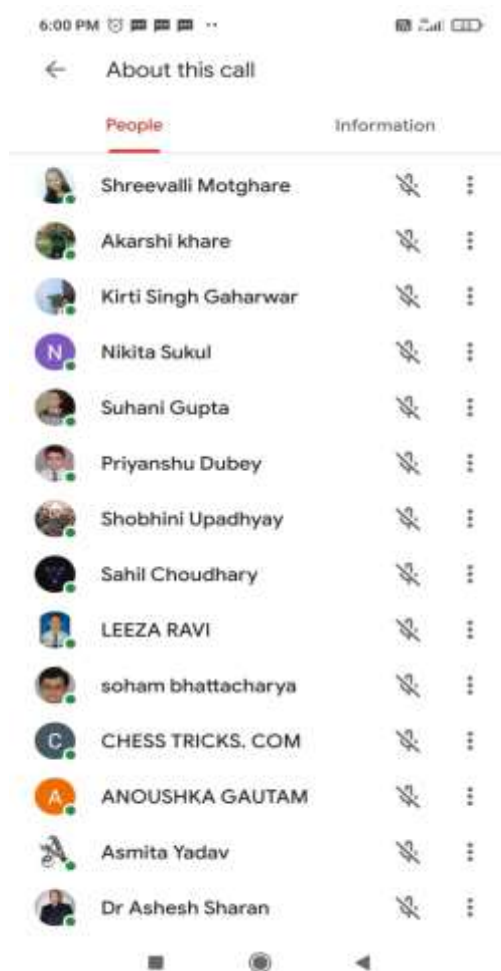 6:00 PM
About this call
People Information
Shreevalli Motghare
Akarshi khare
Kirti Singh Gaharwar
N Nikita Sukul
Suhani Gupta
Priyanshu Dubey
Shobhini Upadhyay
Sahil Choudhary
LEEZA RAVI
soham bhattacharya
C CHESS TRICKS. COM
A ANOUSHKA GAUTAM
Asmita Yadav
Dr Ashesh Sharan